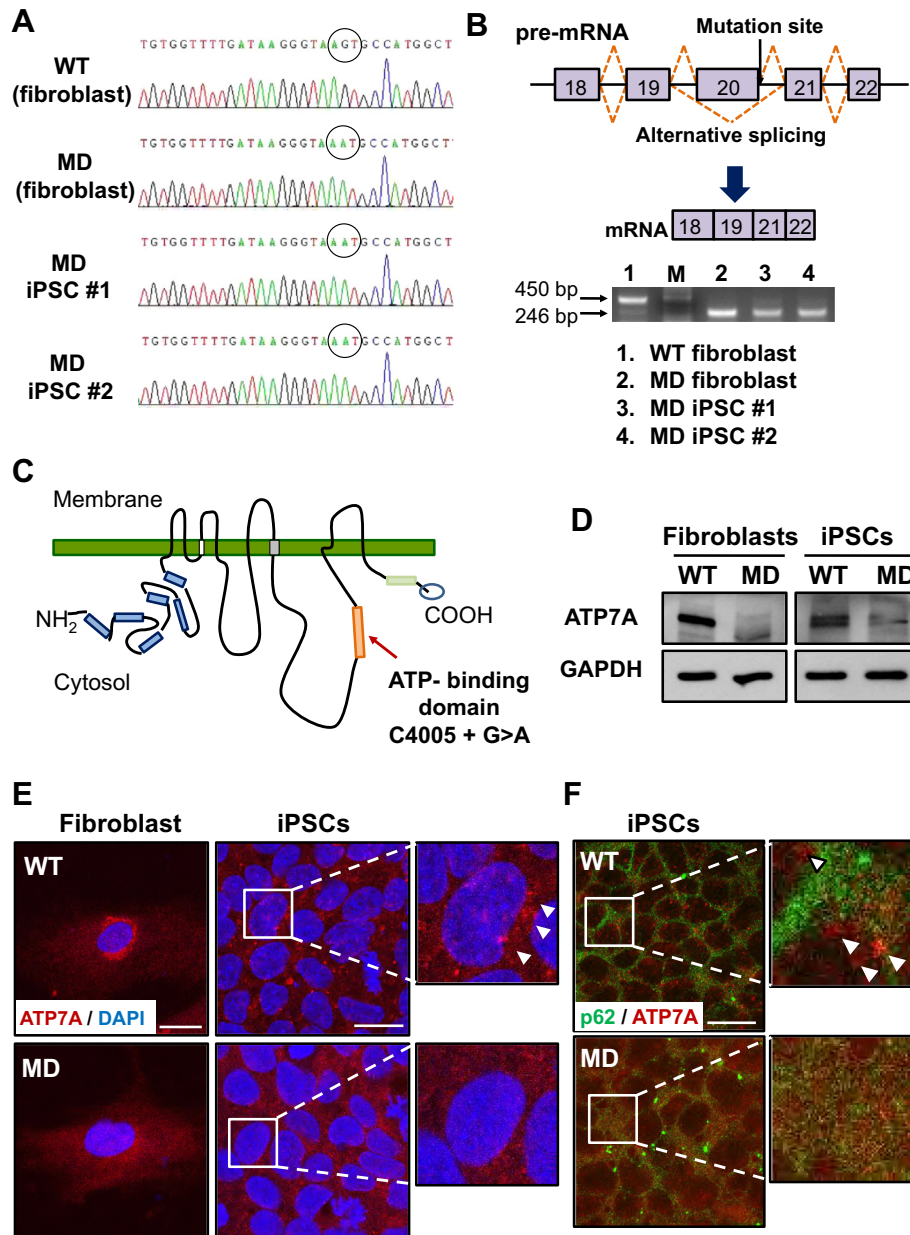 A
TGTGGTTTTGATAAGGGTAAGTGCCATGGCT
WT
(fibroblast)
TGTGGTTTTGATAAGGGTAAATGCCATGGCT
MD
(fibroblast)
TGTGGTTTTGATAAGGGTAAATGCCATGGCT
MD
iPSC #1
TGTGGTTTTGATAAGGGTAAATGCCATGGCT
MD
iPSC #2
B
pre-mRNA
Mutation site
18 19 20 21 22
Alternative splicing
mRNA 18 19 21 22
1 M 2 3 4
450 bp
246 bp
1. WT fibroblast
2. MD fibroblast
3. MD iPSC #1
4. MD iPSC #2
C
Membrane
NH2
COOH
Cytosol
ATP- binding
domain
C4005 + G>A
D
Fibroblasts iPSCs
WT MD WT MD
ATP7A
GAPDH
E
Fibroblast iPSCs
WT
ATP7A / DAPI
MD
F
iPSCs
WT
p62 / ATP7A
MD